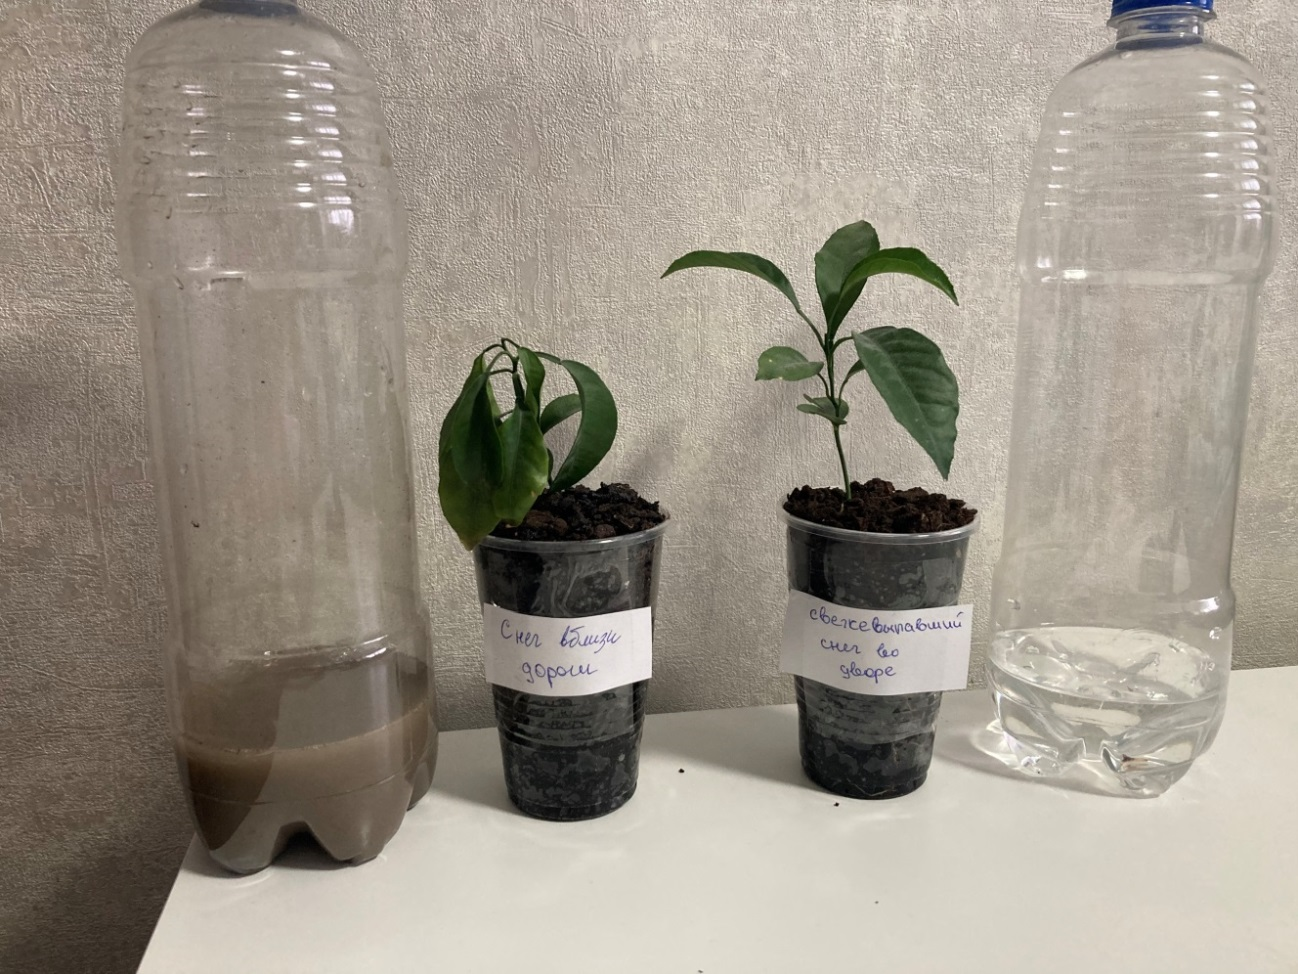 Снег вблизи
дороги
свежевыпавший
снег во
дворе